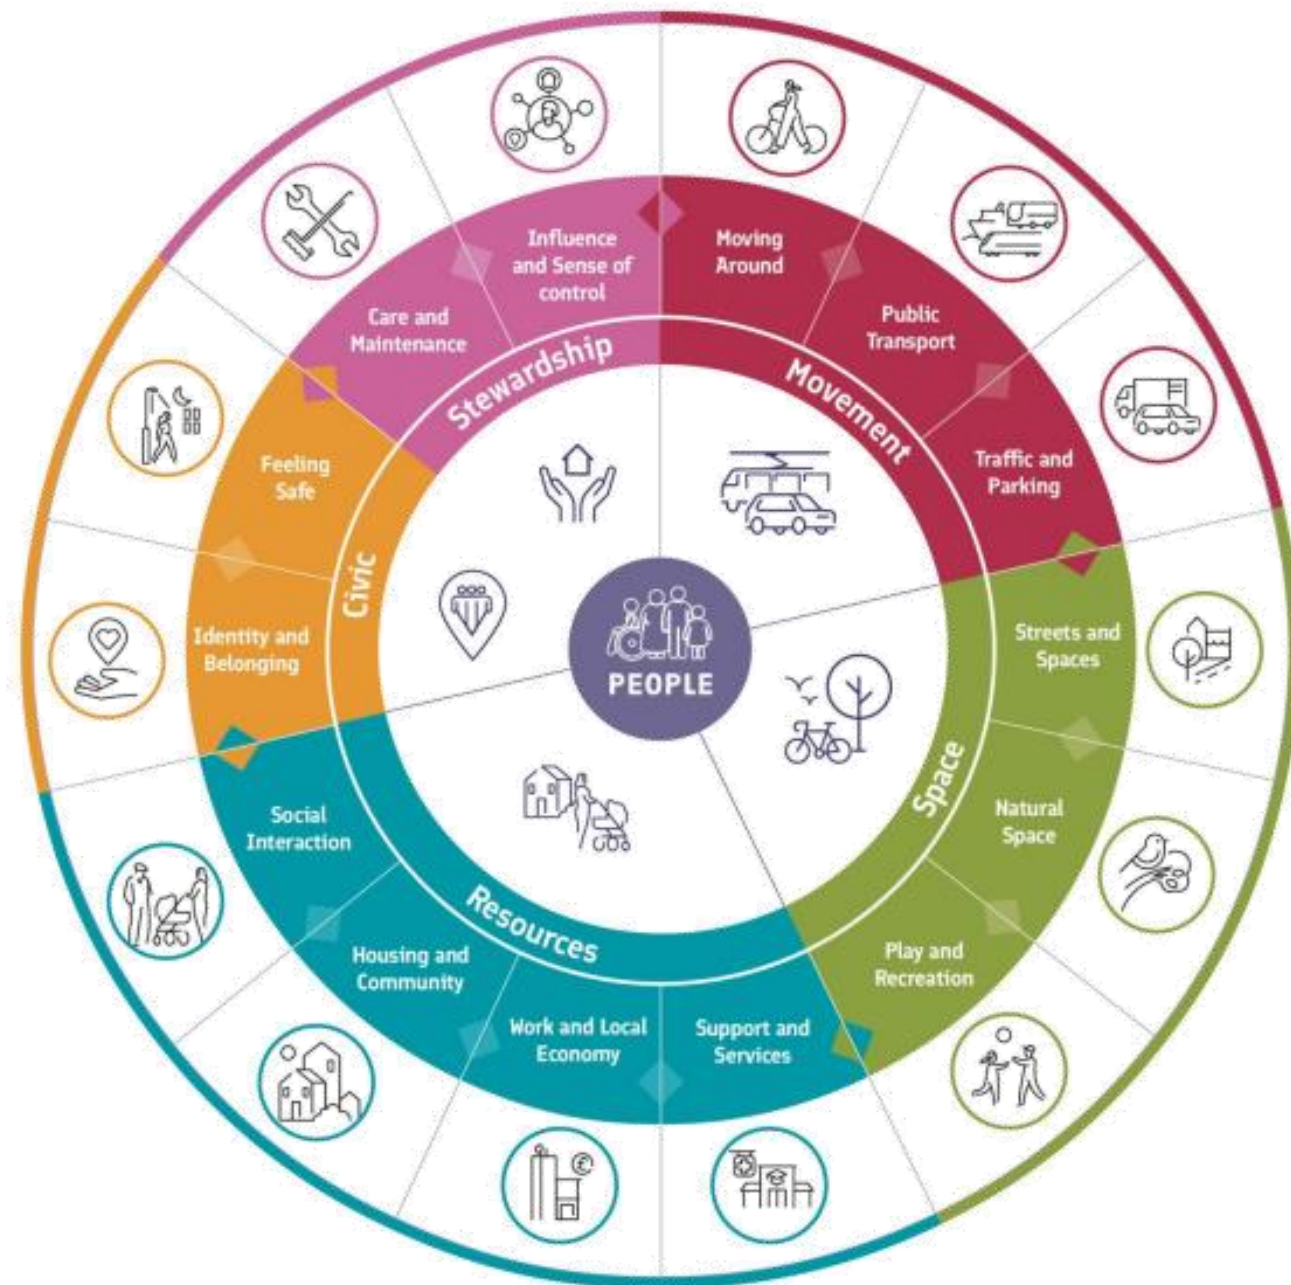 Influence
and Sense of
control
Moving
Around
Public
Transport
Traffic and
Parking
Streets and
Spaces
Natural
Space
Play and
Recreation
Support and
Services
Work and Local
Economy
Housing and
Community
Social
Interaction
Identity and
Belonging
Feeling
Safe
Care and
Maintenance
Stewardship
Movement
Space
Resources
Civic
PEOPLE
£